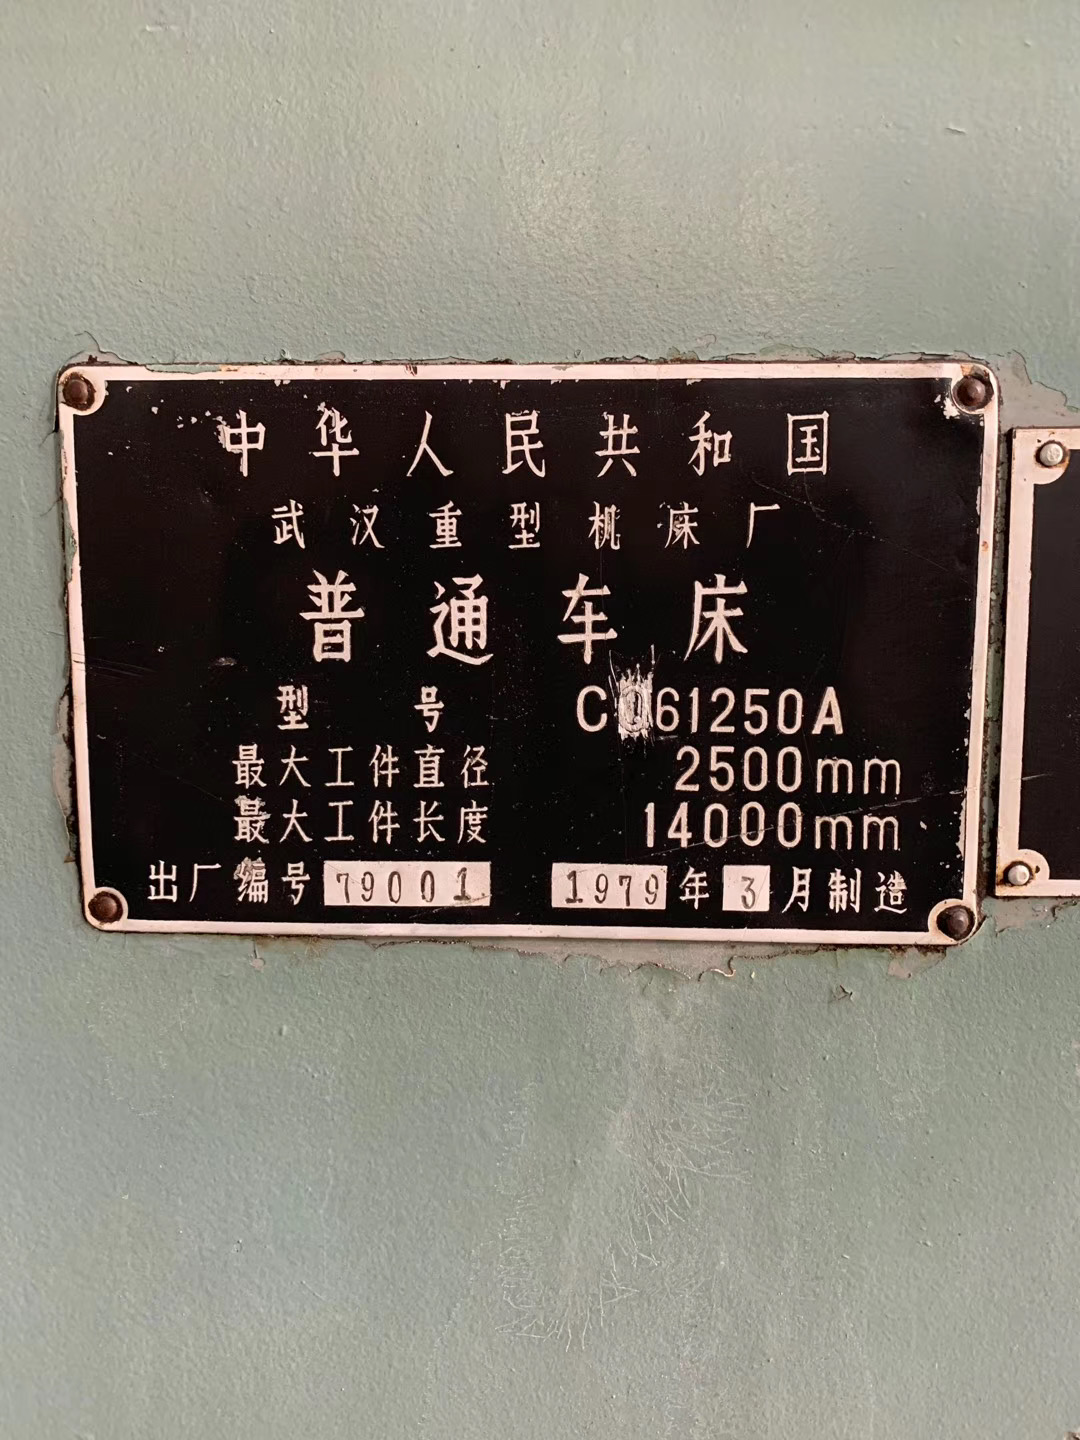 中华人民共和国
武汉重型机床厂
普通车床
型号 CQ61250A
最大工件直径 2500mm
最大工件长度 14000mm
出厂编号 79001 1979年3月制造